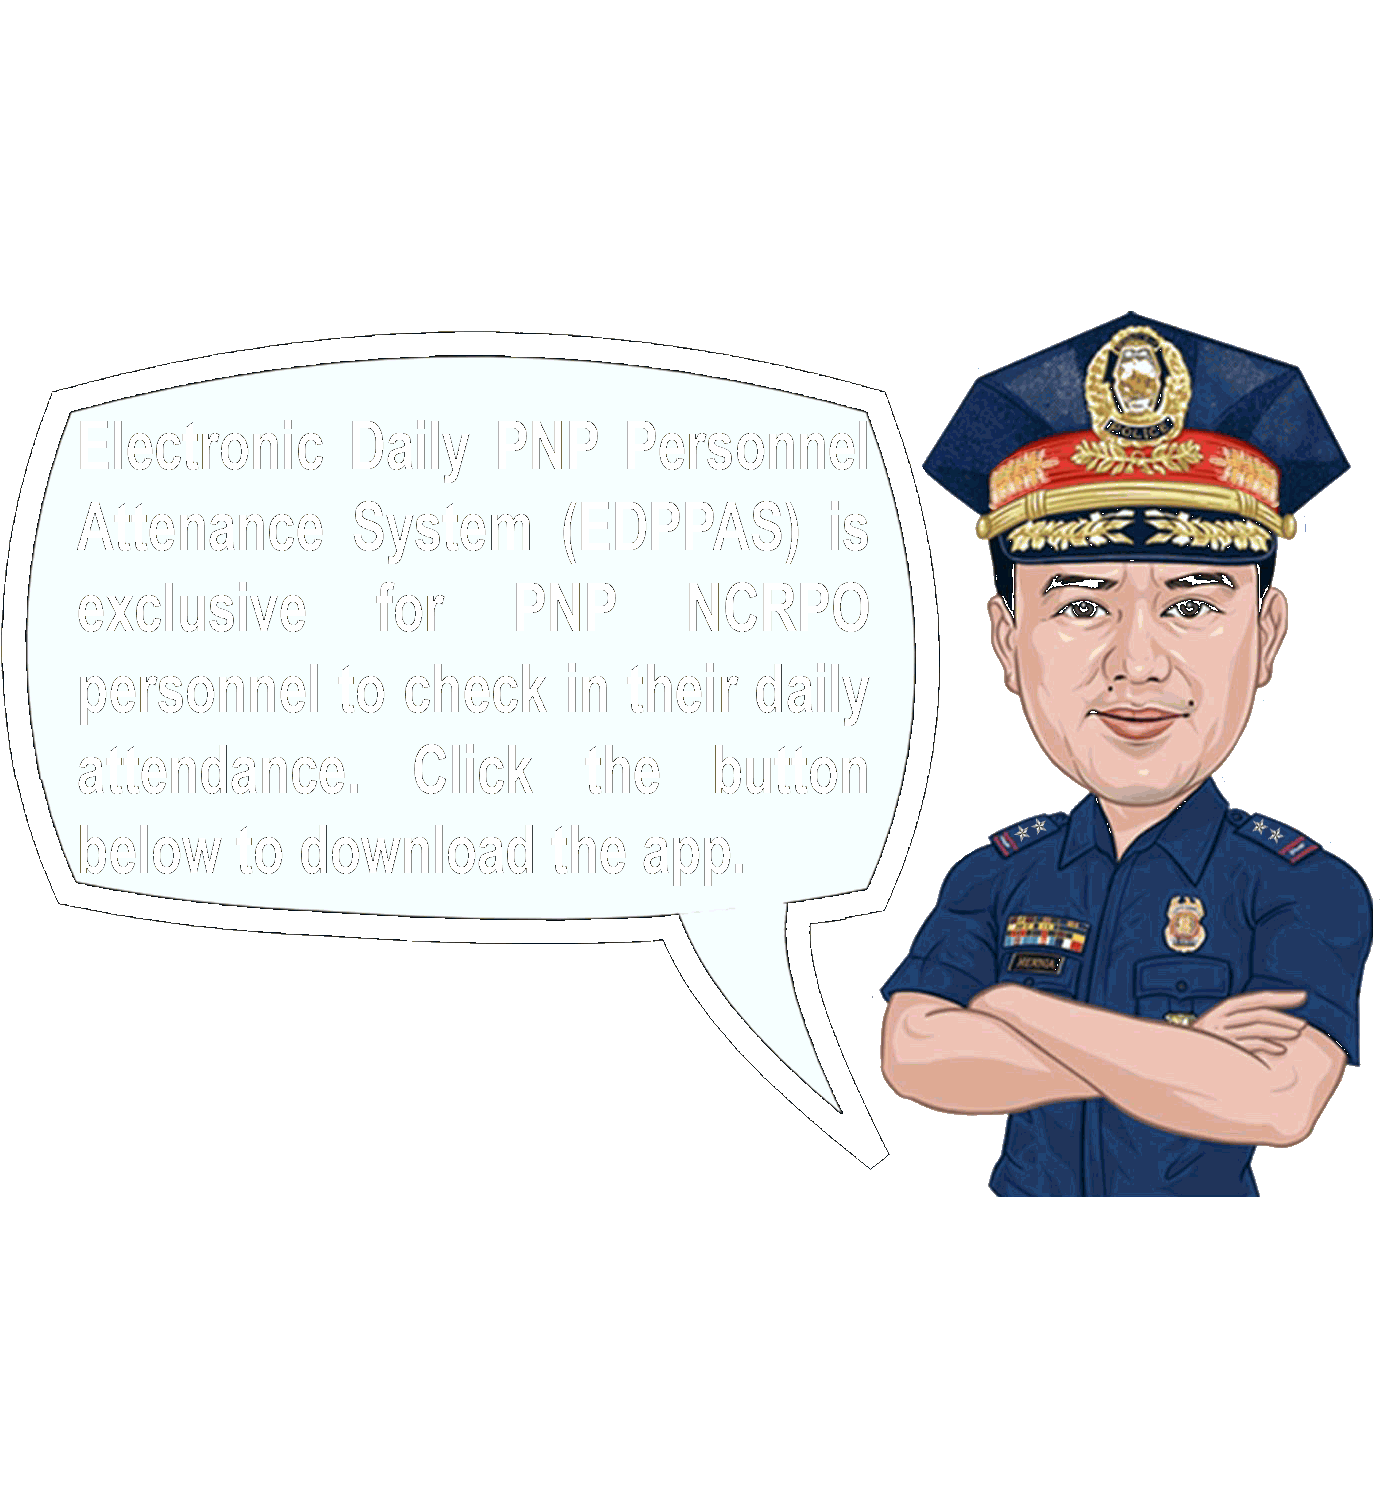 Electronic Daily PNP Personnel
Attenance System (EDPPAS) is
exclusive for PNP NCRPO
personnel to check in their daily
attendance. Click the button
below to download the app.
POLICE